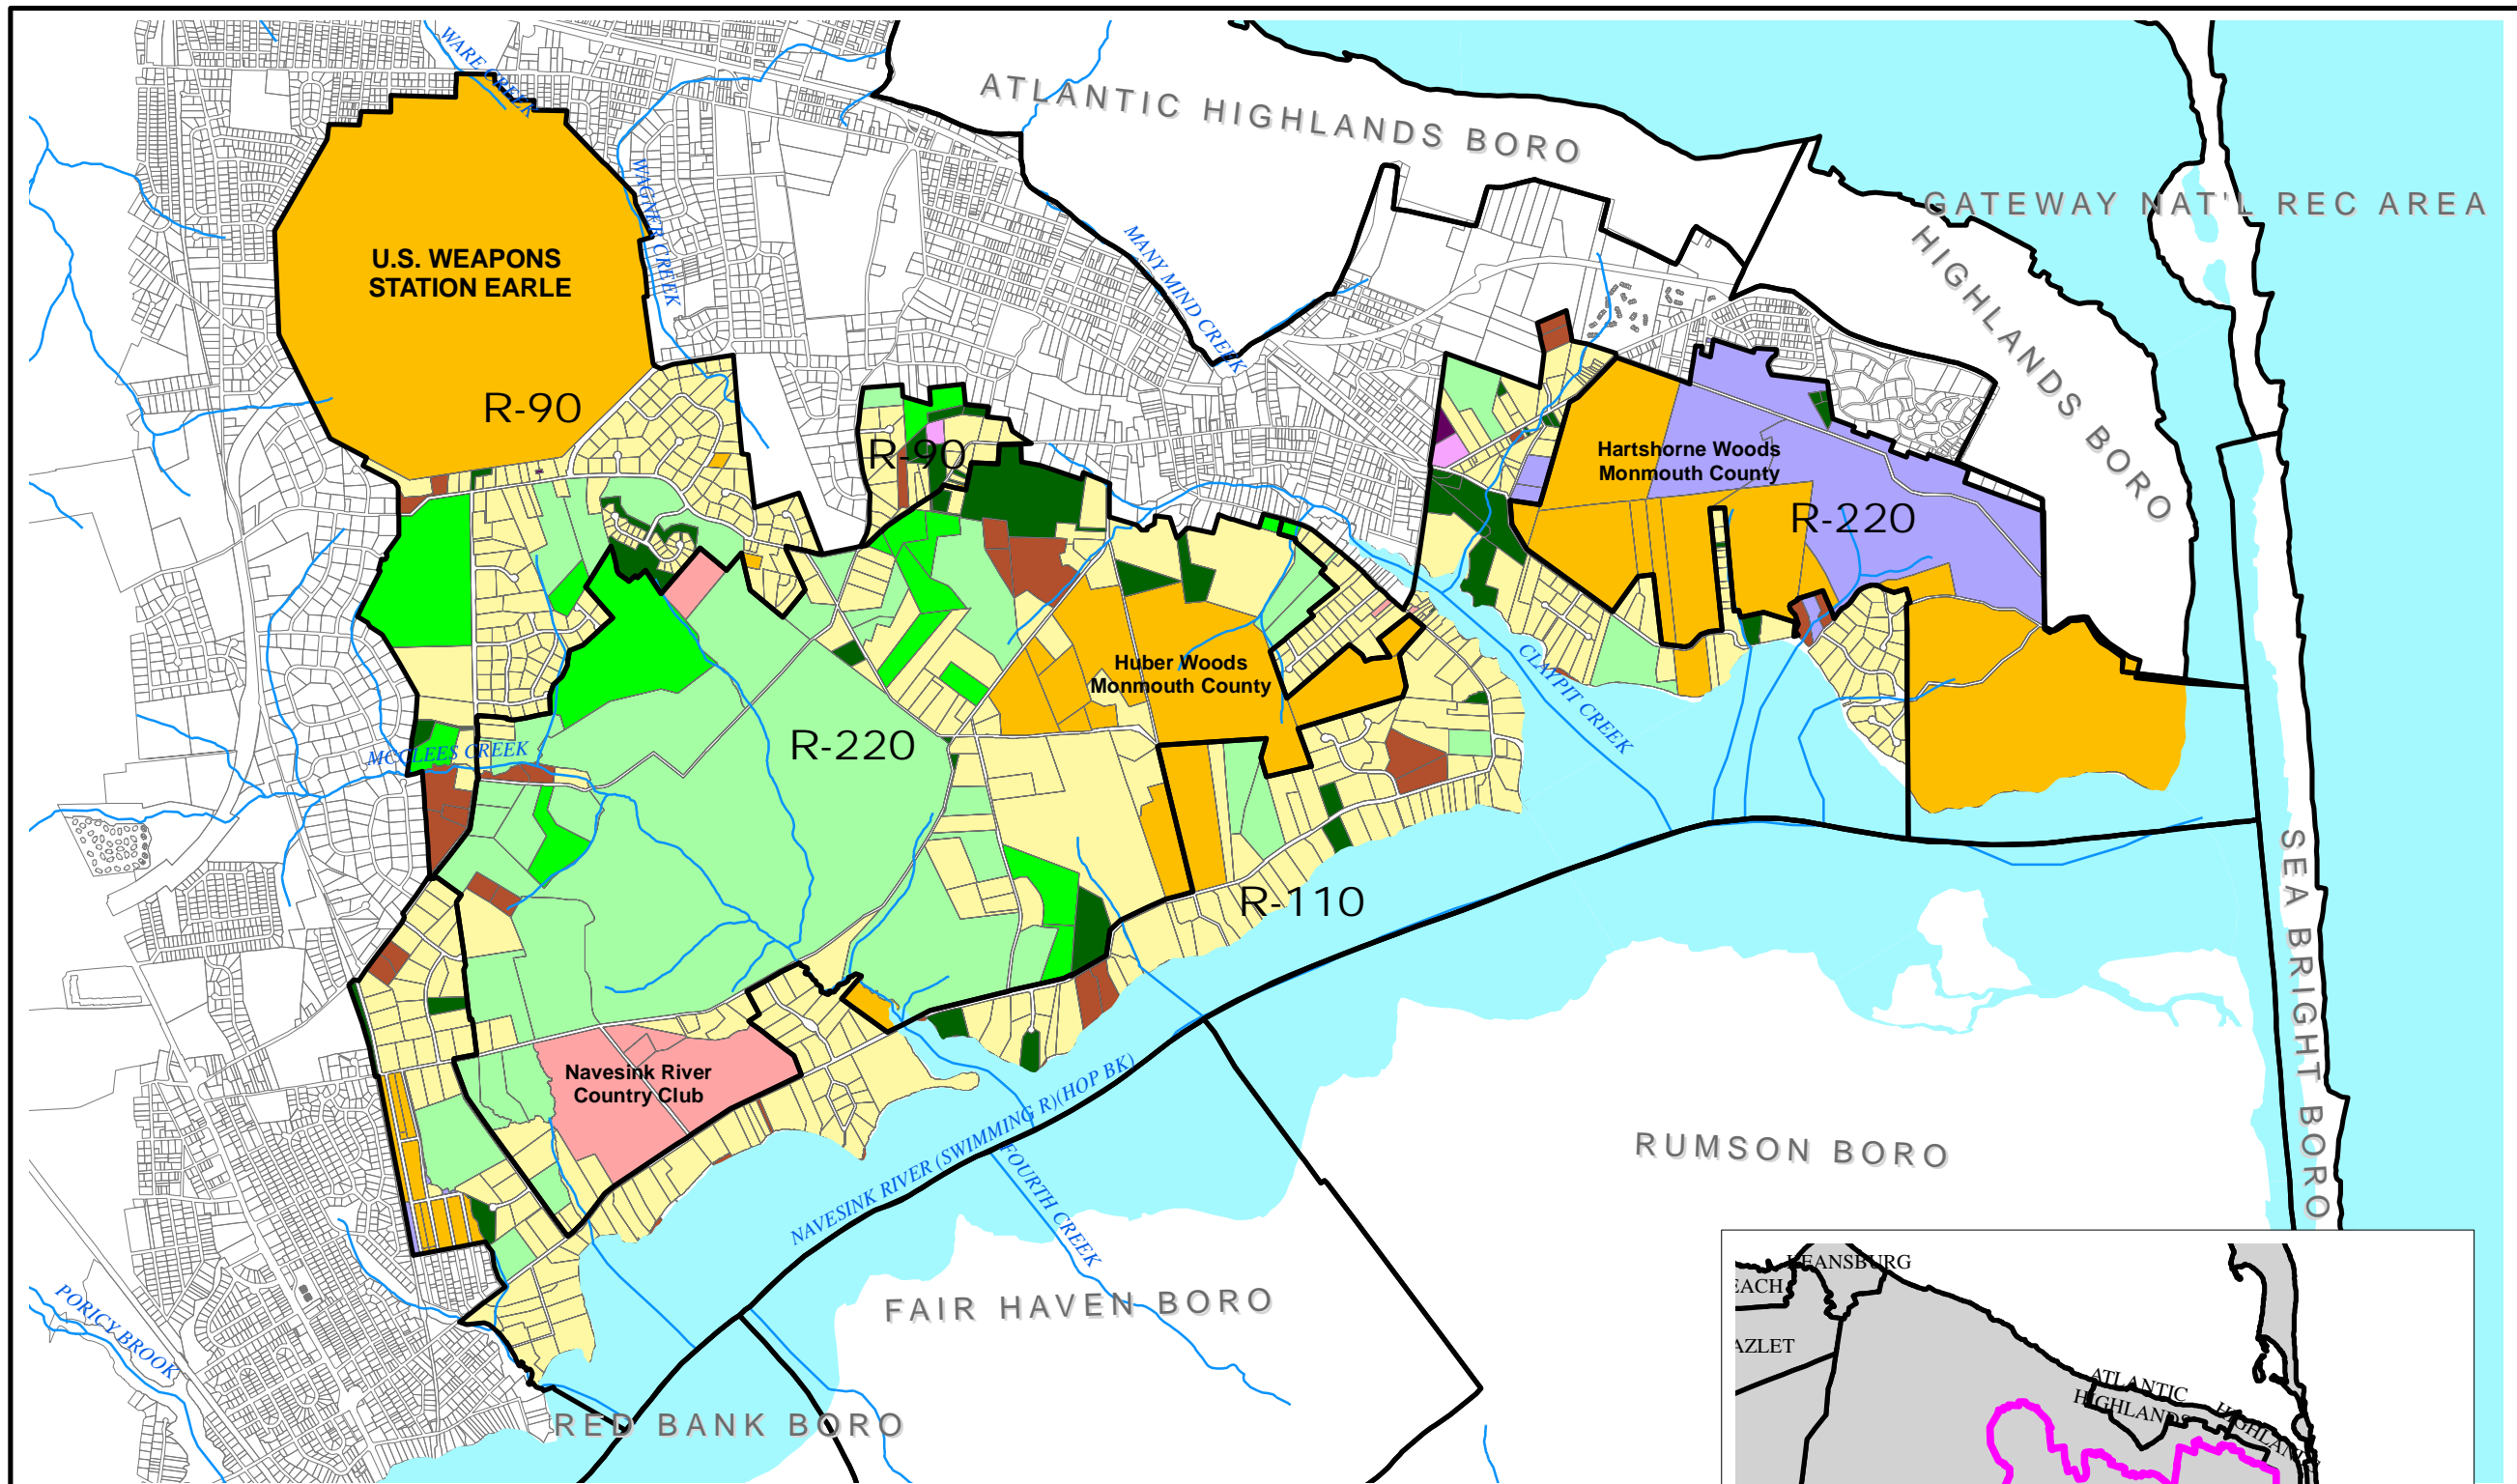 WARE CREEK
ATLANTIC HIGHLANDS BORO
GATEWAY NAT'L REC AREA
WAGNER CREEK
U.S. WEAPONS
STATION EARLE
MANY MIND CREEK
HIGHLANDS BORO
R-90
R-90
Hartshorne Woods
Monmouth County
R-220
Huber Woods
Monmouth County
CLAYPIT CREEK
R-220
MCCLEES CREEK
R-110
SEA BRIGHT BORO
Navesink River
Country Club
NAVESINK RIVER (SWIMMING R)(HOP BK)
RUMSON BORO
FOURTH CREEK
FAIR HAVEN BORO
PORICY BROOK
RED BANK BORO
KEANSBURG
EACH
AZLET
ATLANTIC
HIGHLANDS
HIGHLAN